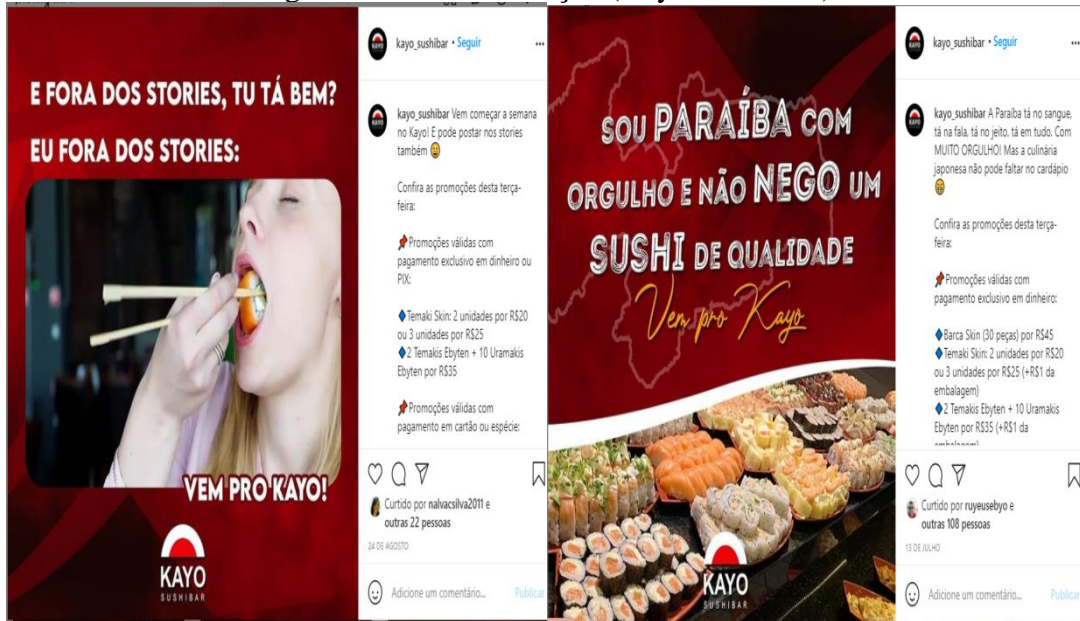 E FORA DOS STORIES, TU TÁ BEM?
EU FORA DOS STORIES:
VEM PRO KAYO!
KAYO
SUSHIBAR
KAYO
kayo_sushibar • Seguir
KAYO
kayo_sushibar Vem começar a semana
no Kayo! E pode postar nos stories
também
Confira as promoções desta terça-
feira:
Promoções válidas com
pagamento exclusivo em dinheiro ou
PIX:
Temaki Skin: 2 unidades por R$20
ou 3 unidades por R$25
2 Temakis Ebyten + 10 Uramakis
Ebyten por R$35
Promoções válidas com
pagamento em cartão ou espécie:
Curtido por nalvacsilva2011 e
outras 22 pessoas
24 DE AGOSTO
Adicione um comentário... Publicar
SOU PARAÍBA COM
ORGULHO E NÃO NEGO UM
SUSHI DE QUALIDADE
Vem pro Kayo
KAYO
SUSHIBAR
KAYO
kayo_sushibar • Seguir
KAYO
kayo_sushibar A Paraíba tá no sangue,
tá na fala, tá no jeito, tá em tudo. Com
MUITO ORGULHO! Mas a culinária
japonesa não pode faltar no cardápio
Confira as promoções desta terça-
feira:
Promoções válidas com
pagamento exclusivo em dinheiro:
Barca Skin (30 peças) por R$45
Temaki Skin: 2 unidades por R$20
ou 3 unidades por R$25 (+R$1 da
embalagem)
2 Temakis Ebyten + 10 Uramakis
Ebyten por R$35 (+R$1 da
embalagem)
Curtido por ruyeusebyo e
outras 108 pessoas
13 DE JULHO
Adicione um comentário... Publicar